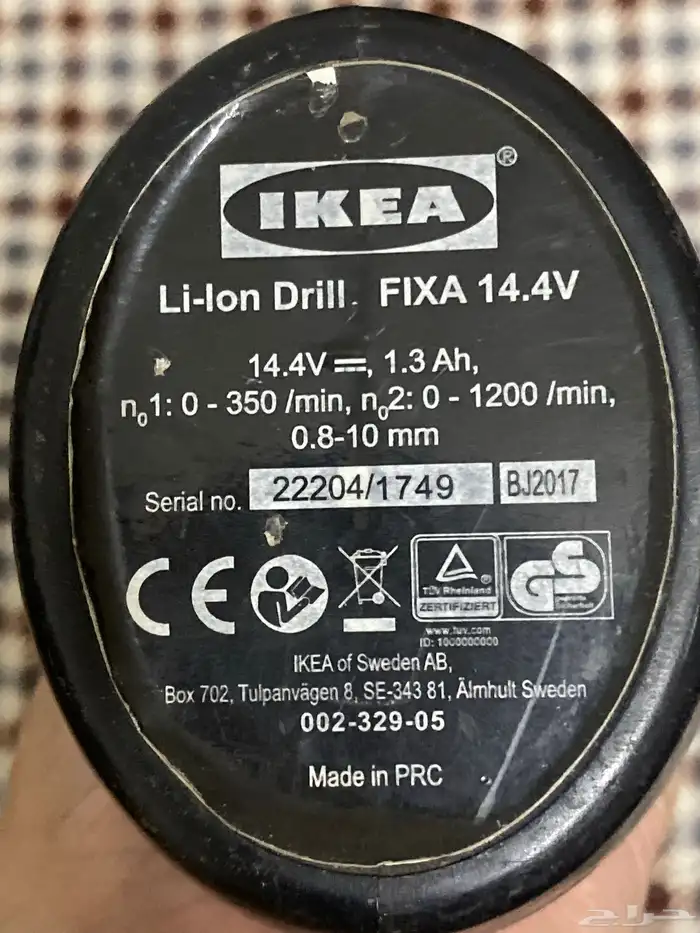 IKEA®
Li-Ion Drill. FIXA 14.4V
14.4V ⎓, 1.3 Ah,
n₀1: 0 - 350 /min, n₀2: 0 - 1200 /min,
0.8-10 mm
Serial no. 22204/1749 BJ2017
CE TÜV Rheinland® GS
ZERTIFIZIERT
www.tuv.com
ID: 1000000000
IKEA of Sweden AB,
Box 702, Tulpanvägen 8, SE-343 81, Älmhult Sweden
002-329-05
Made in PRC
حراج